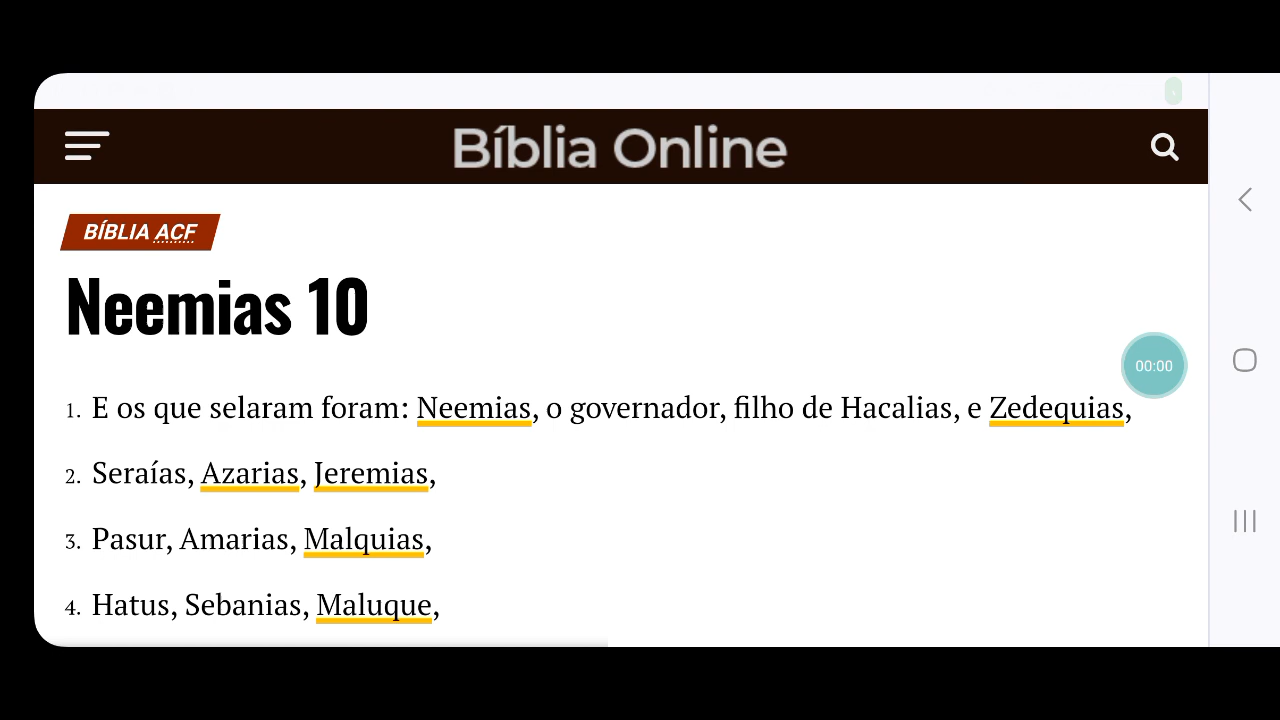 Bíblia Online
BÍBLIA ACF
Neemias 10
00:00
1. E os que selaram foram: Neemias, o governador, filho de Hacalias, e Zedequias,
2. Seraías, Azarias, Jeremias,
3. Pasur, Amarias, Malquias,
4. Hatus, Sebanias, Maluque,